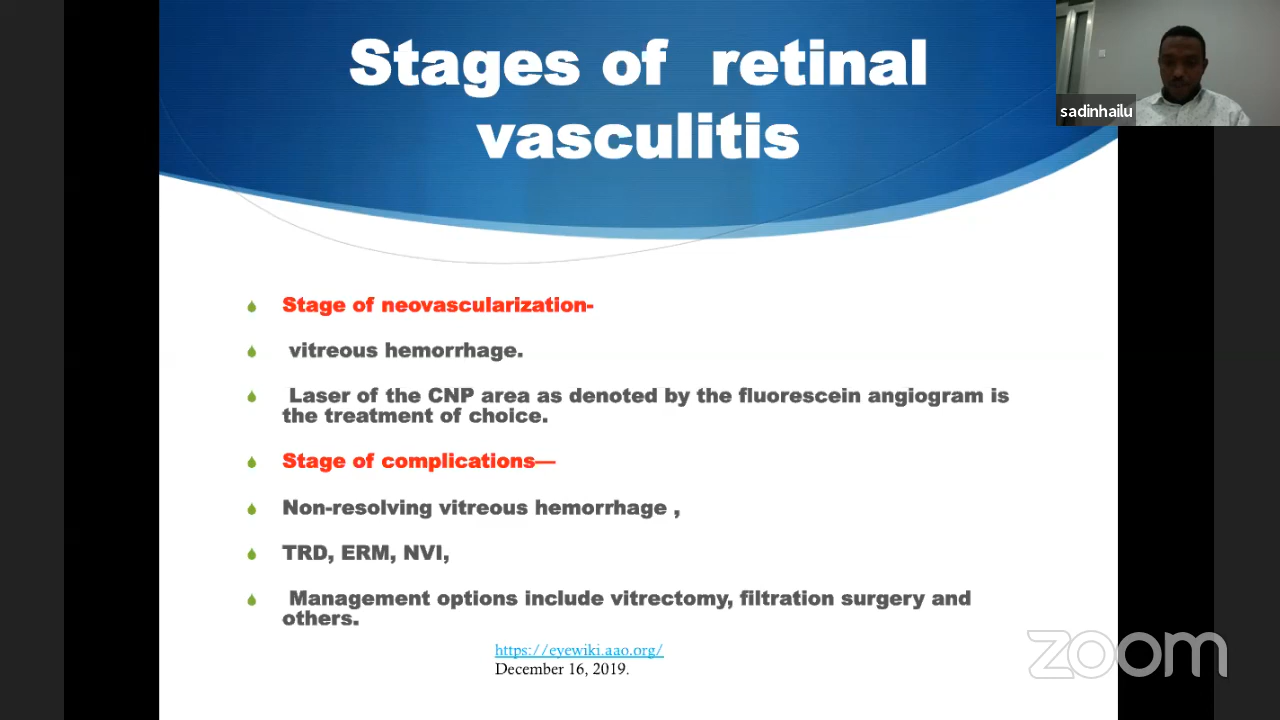 Stages of retinal
vasculitis
sadinhailu
Stage of neovascularization-
vitreous hemorrhage.
Laser of the CNP area as denoted by the fluorescein angiogram is
the treatment of choice.
Stage of complications—
Non-resolving vitreous hemorrhage ,
TRD, ERM, NVI,
Management options include vitrectomy, filtration surgery and
others.
https://eyewiki.aao.org/
December 16, 2019.
zoom